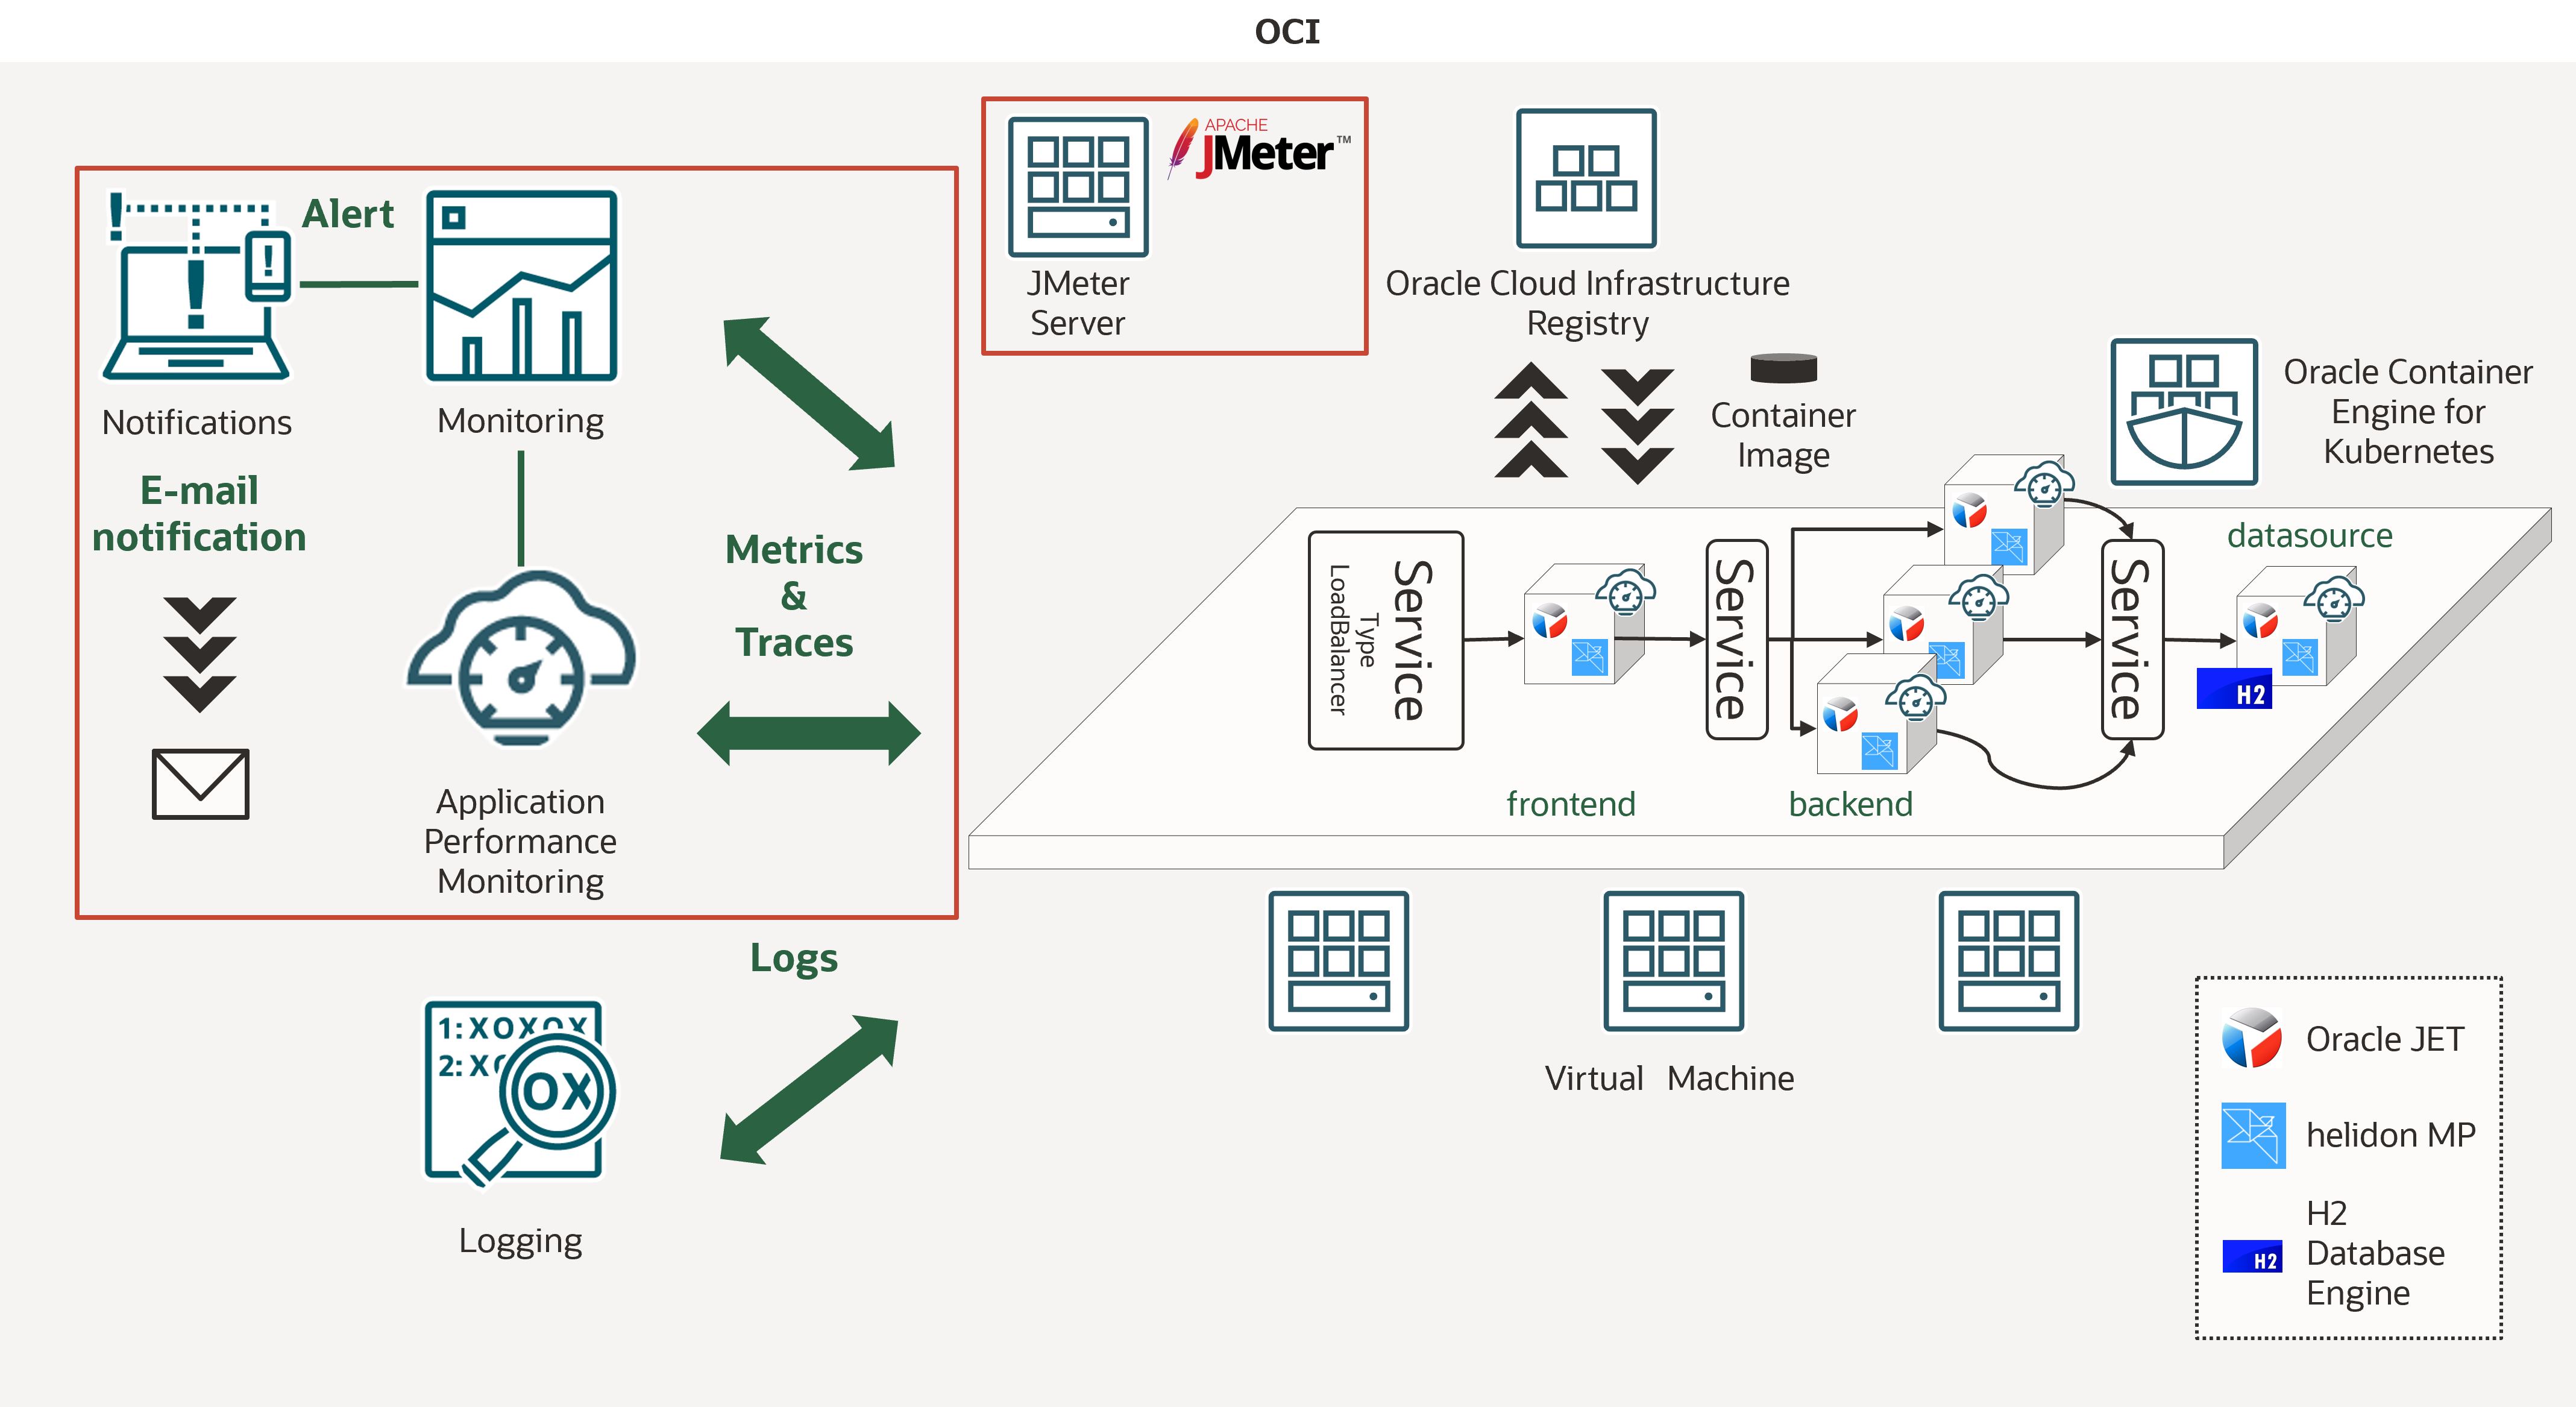 OCI
Alert
Notifications
Monitoring
E-mail
notification
Metrics
&
Traces
Application
Performance
Monitoring
Logs
1: XOXOX
2: XO
OX
Logging
APACHE
JMeter™
JMeter
Server
Oracle Cloud Infrastructure
Registry
Container
Image
Oracle Container
Engine for
Kubernetes
Service
Type
LoadBalancer
Service
Service
datasource
H2
frontend
backend
Virtual Machine
Oracle JET
helidon MP
H2
H2
Database
Engine